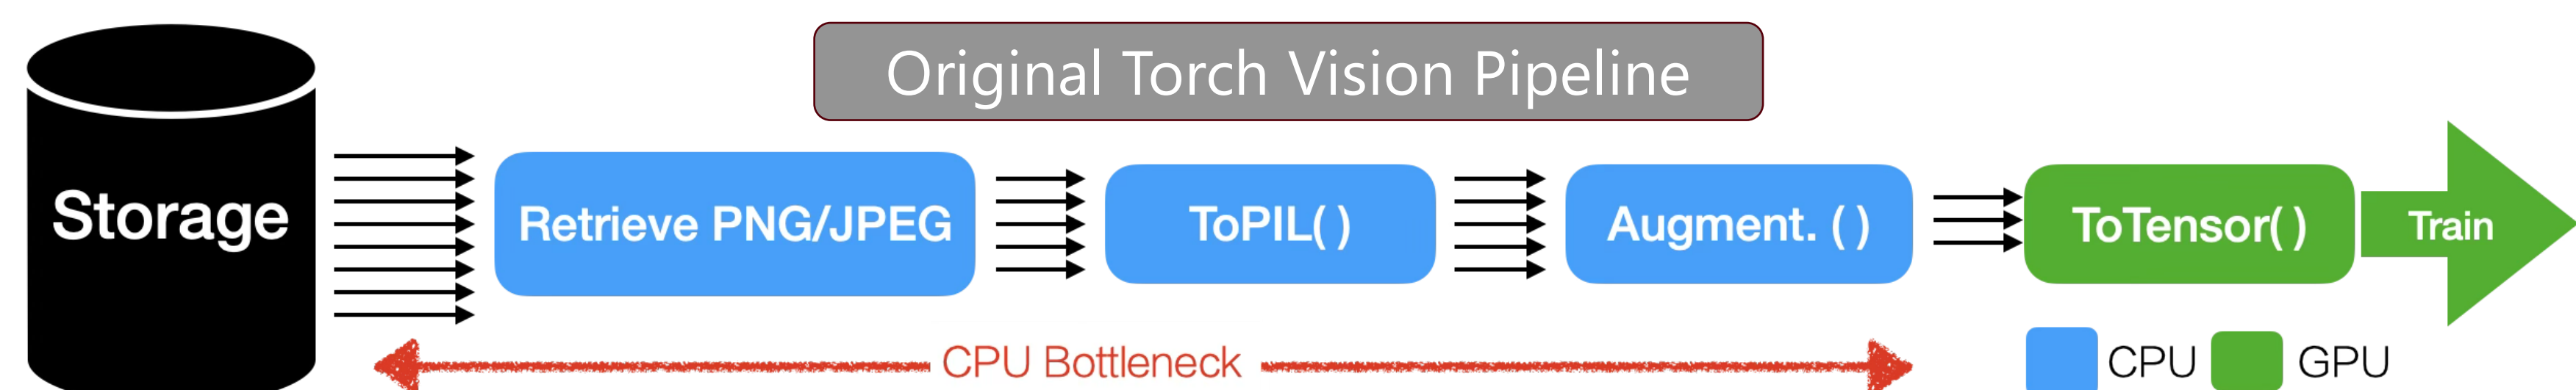 Original Torch Vision Pipeline
Storage
Retrieve PNG/JPEG
ToPIL( )
Augment. ( )
ToTensor( )
Train
CPU Bottleneck
CPU
GPU